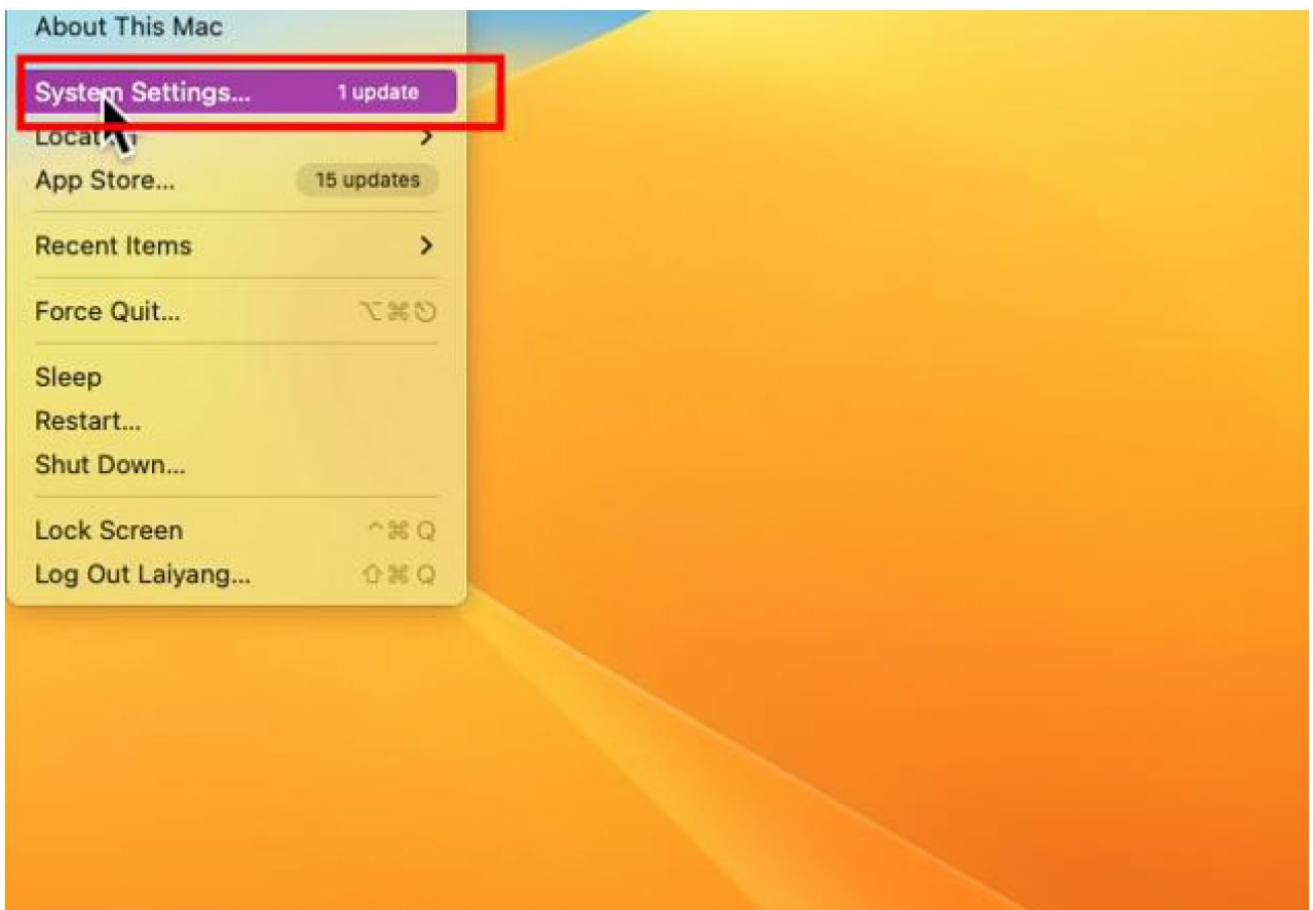 About This Mac
System Settings... 1 update
Location >
App Store... 15 updates
Recent Items >
Force Quit... ⌥⌘⎋
Sleep
Restart...
Shut Down...
Lock Screen ^⌘Q
Log Out Laiyang... ⇧⌘Q